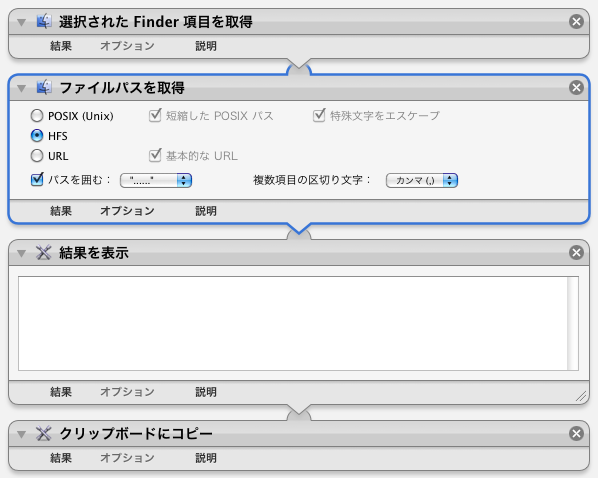 選択された Finder 項目を取得
結果 オプション 説明
ファイルパスを取得
POSIX (Unix) 短縮した POSIX パス 特殊文字をエスケープ
HFS
URL 基本的な URL
パスを囲む： "……" 複数項目の区切り文字： カンマ (,)
結果 オプション 説明
結果を表示
結果 オプション 説明
クリップボードにコピー
結果 オプション 説明